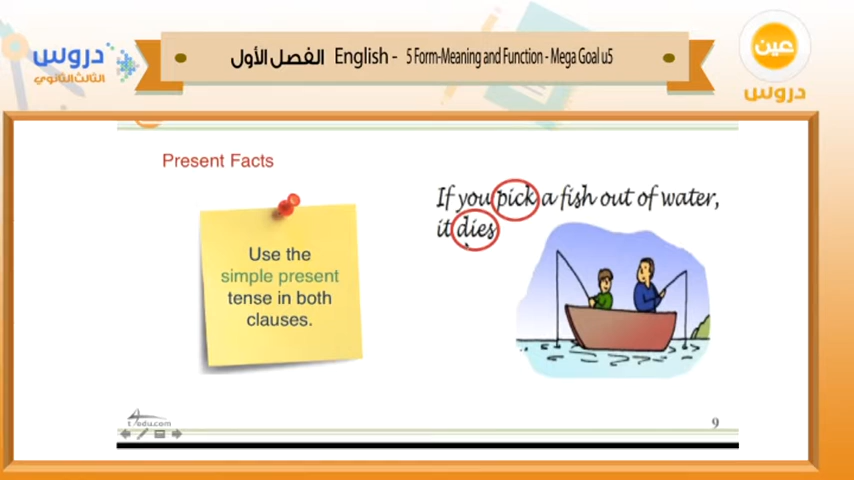 دروس
الثالث الثانوي
الفصل الأول English - 5 Form-Meaning and Function - Mega Goal u5
عين
دروس
Present Facts
Use the
simple present
tense in both
clauses.
If you pick a fish out of water,
it dies
t4edu.com
9